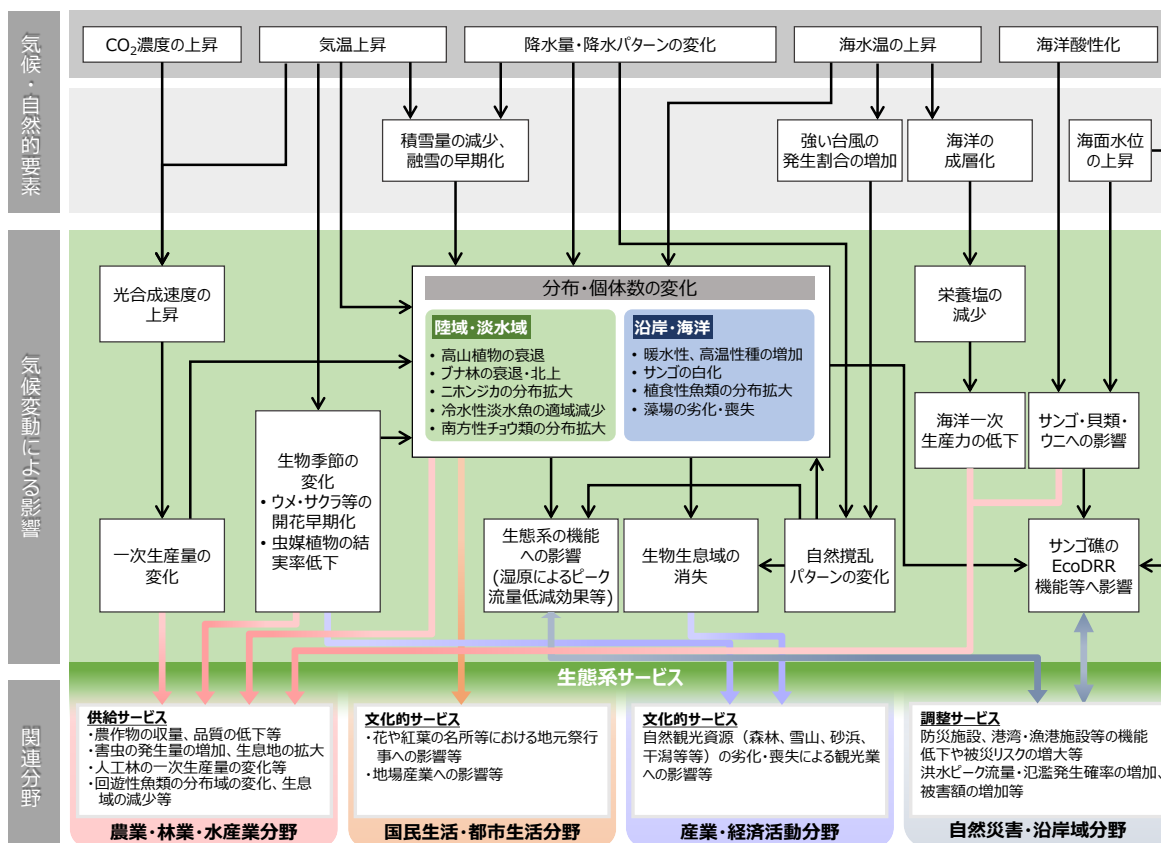 気候・自然的要素
CO₂濃度の上昇
気温上昇
降水量・降水パターンの変化
海水温の上昇
海洋酸性化
積雪量の減少、
融雪の早期化
強い台風の
発生割合の増加
海洋の
成層化
海面水位
の上昇
気候変動による影響
光合成速度の
上昇
分布・個体数の変化
陸域・淡水域
• 高山植物の衰退
• ブナ林の衰退・北上
• ニホンジカの分布拡大
• 冷水性淡水魚の適域減少
• 南方性チョウ類の分布拡大
沿岸・海洋
• 暖水性、高温性種の増加
• サンゴの白化
• 植食性魚類の分布拡大
• 藻場の劣化・喪失
栄養塩の
減少
海洋一次
生産力の低下
サンゴ・貝類・
ウニへの影響
生物季節の
変化
• ウメ・サクラ等の
開花早期化
• 虫媒植物の結
実率低下
一次生産量の
変化
生態系の機能
への影響
(湿原によるピーク
流量低減効果等)
生物生息域の
消失
自然撹乱
パターンの変化
サンゴ礁の
EcoDRR
機能等へ影響
生態系サービス
関連分野
供給サービス
・農作物の収量、品質の低下等
・害虫の発生量の増加、生息地の拡大
・人工林の一次生産量の変化等
・回遊性魚類の分布域の変化、生息
域の減少等
農業・林業・水産業分野
文化的サービス
・花や紅葉の名所等における地元祭行
事への影響等
・地場産業への影響等
国民生活・都市生活分野
文化的サービス
自然観光資源（森林、雪山、砂浜、
干潟等等）の劣化・喪失による観光業
への影響等
産業・経済活動分野
調整サービス
防災施設、港湾・漁港施設等の機能
低下や被災リスクの増大等
洪水ピーク流量・氾濫発生確率の増加、
被害額の増加等
自然災害・沿岸域分野